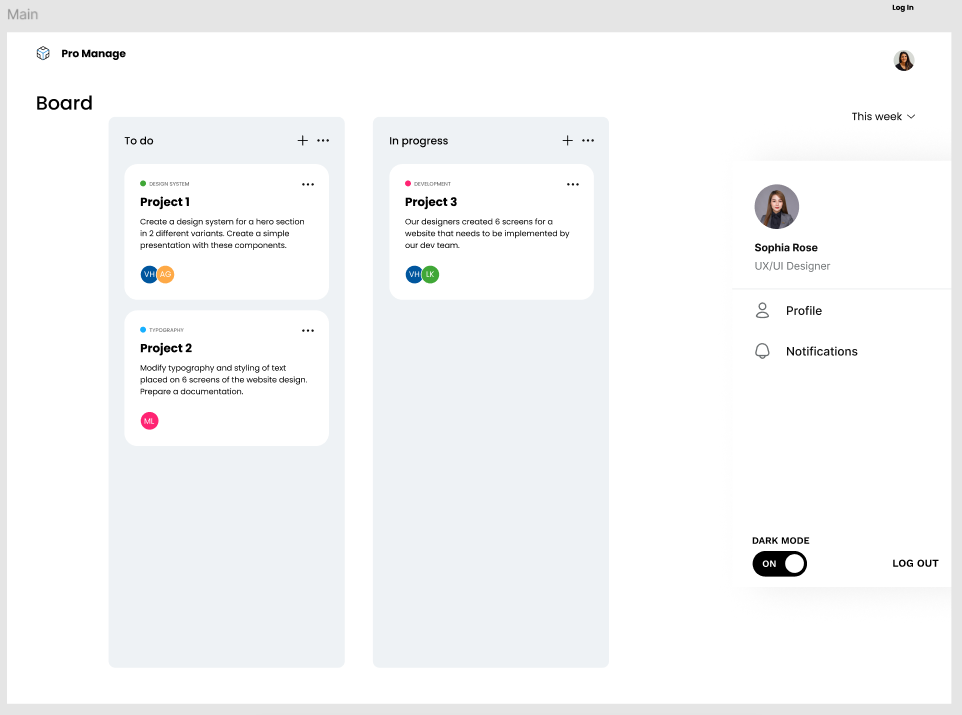 Main
Log In
Pro Manage
Board
This week
To do
DESIGN SYSTEM
Project 1
Create a design system for a hero section
in 2 different variants. Create a simple
presentation with these components.
VH AG
TYPOGRAPHY
Project 2
Modify typography and styling of text
placed on 6 screens of the website design.
Prepare a documentation.
ML
In progress
DEVELOPMENT
Project 3
Our designers created 6 screens for a
website that needs to be implemented by
our dev team.
VH LK
Sophia Rose
UX/UI Designer
Profile
Notifications
DARK MODE
ON
LOG OUT